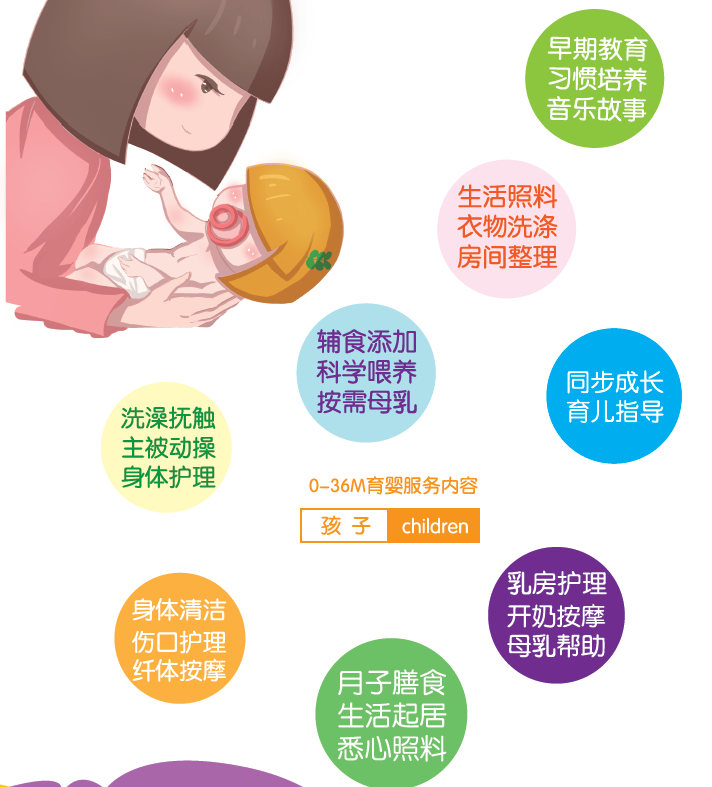 早期教育
习惯培养
音乐故事
生活照料
衣物洗涤
房间整理
辅食添加
科学喂养
按需母乳
同步成长
育儿指导
洗澡抚触
主被动操
身体护理
0-36M育婴服务内容
孩子 children
乳房护理
开奶按摩
母乳帮助
身体清洁
伤口护理
纤体按摩
月子膳食
生活起居
悉心照料